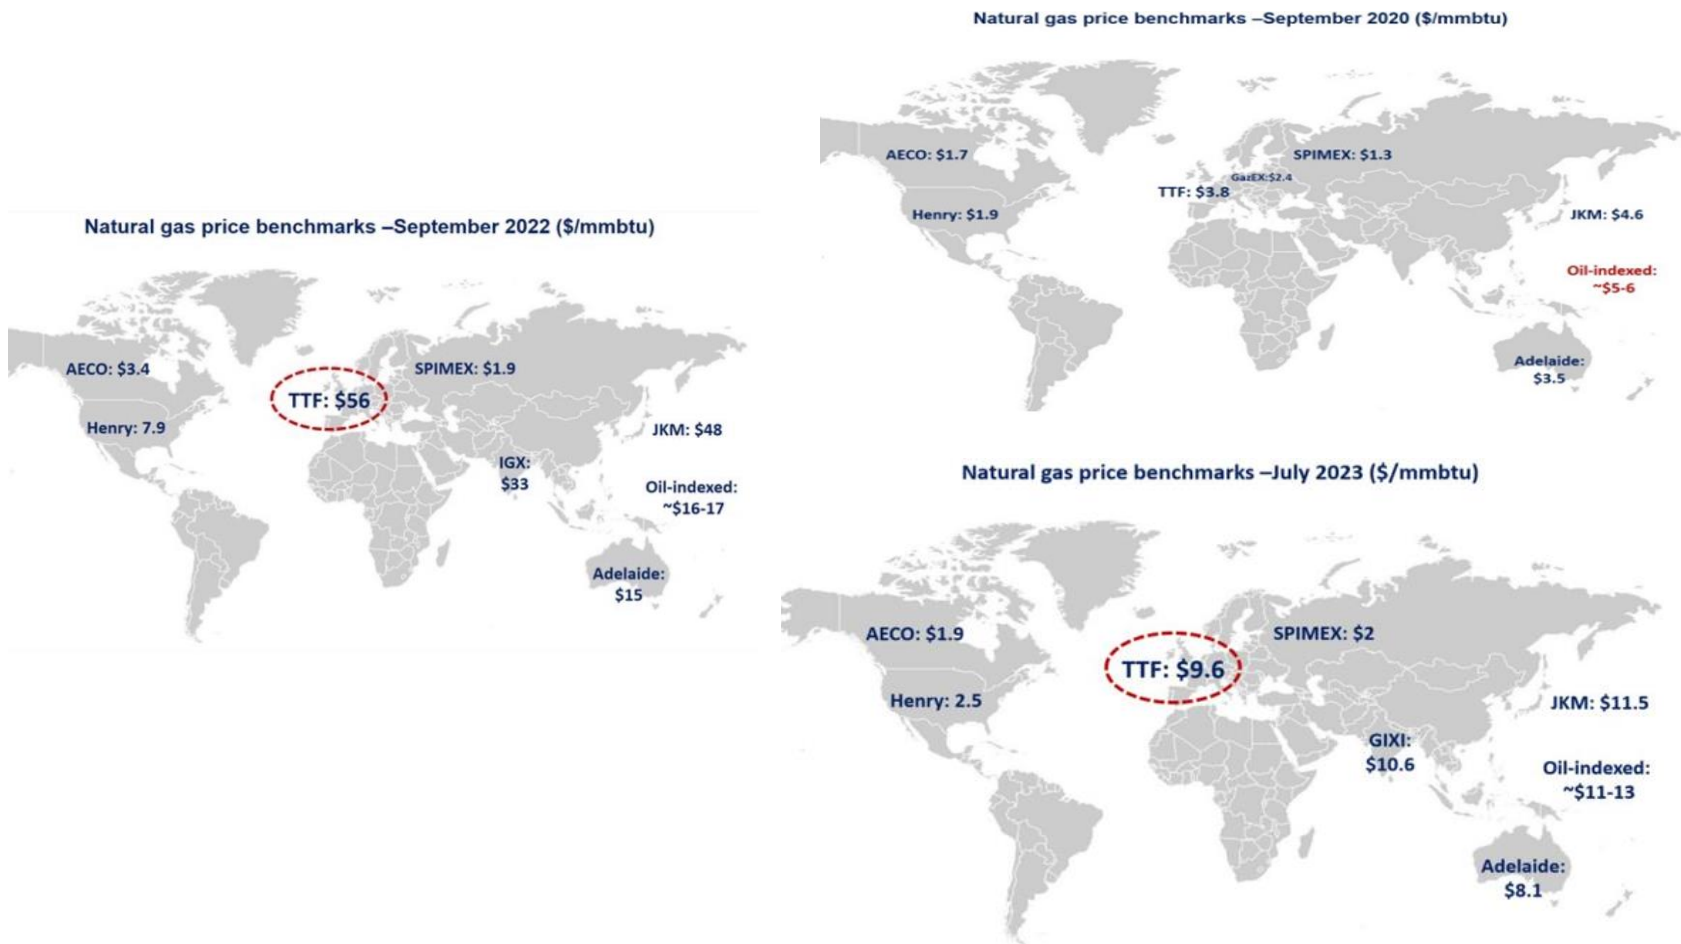 Natural gas price benchmarks –September 2020 ($/mmbtu)
AECO: $1.7
SPIMEX: $1.3
GazEX:$2.4
TTF: $3.8
Henry: $1.9
JKM: $4.6
Oil-indexed:
~$5-6
Adelaide:
$3.5
Natural gas price benchmarks –September 2022 ($/mmbtu)
AECO: $3.4
SPIMEX: $1.9
TTF: $56
Henry: 7.9
JKM: $48
IGX:
$33
Oil-indexed:
~$16-17
Adelaide:
$15
Natural gas price benchmarks –July 2023 ($/mmbtu)
AECO: $1.9
SPIMEX: $2
TTF: $9.6
Henry: 2.5
JKM: $11.5
GIXI:
$10.6
Oil-indexed:
~$11-13
Adelaide:
$8.1